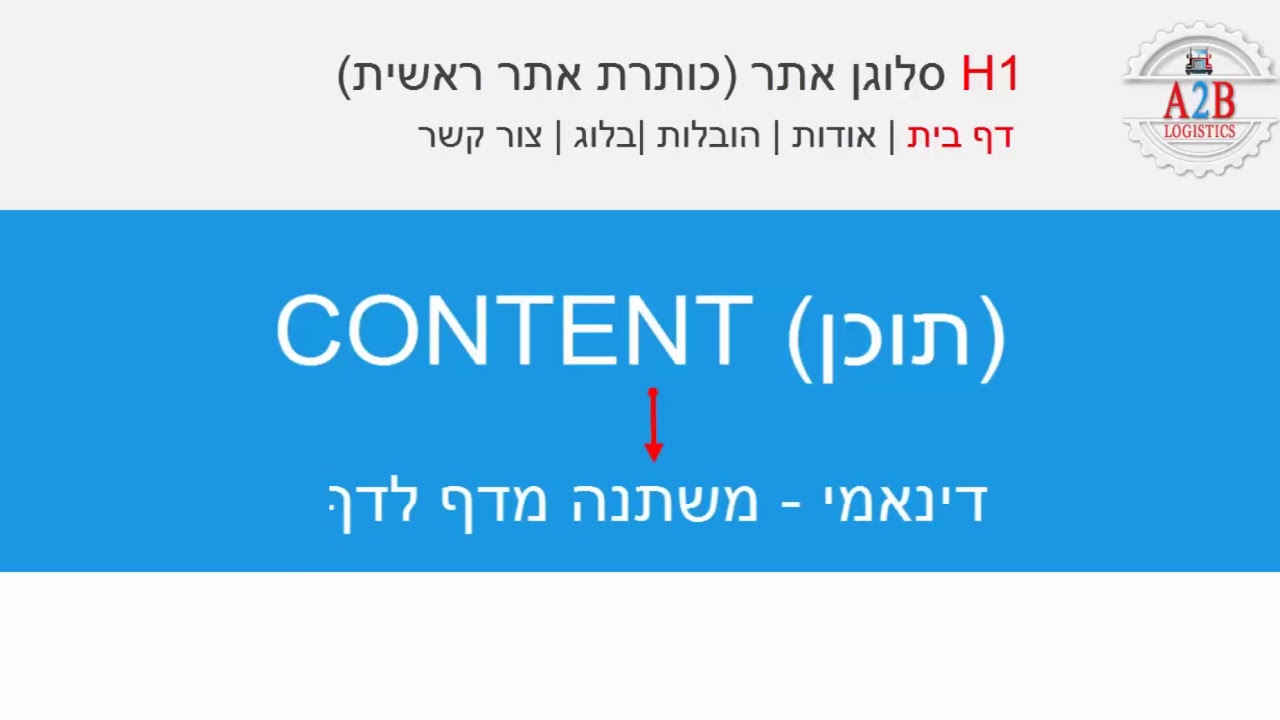 H1 סלוגן אתר (כותרת אתר ראשית)
דף בית | אודות | הובלות |בלוג | צור קשר
A2B
LOGISTICS
CONTENT (תוכן)
דינאמי - משתנה מדף לדף